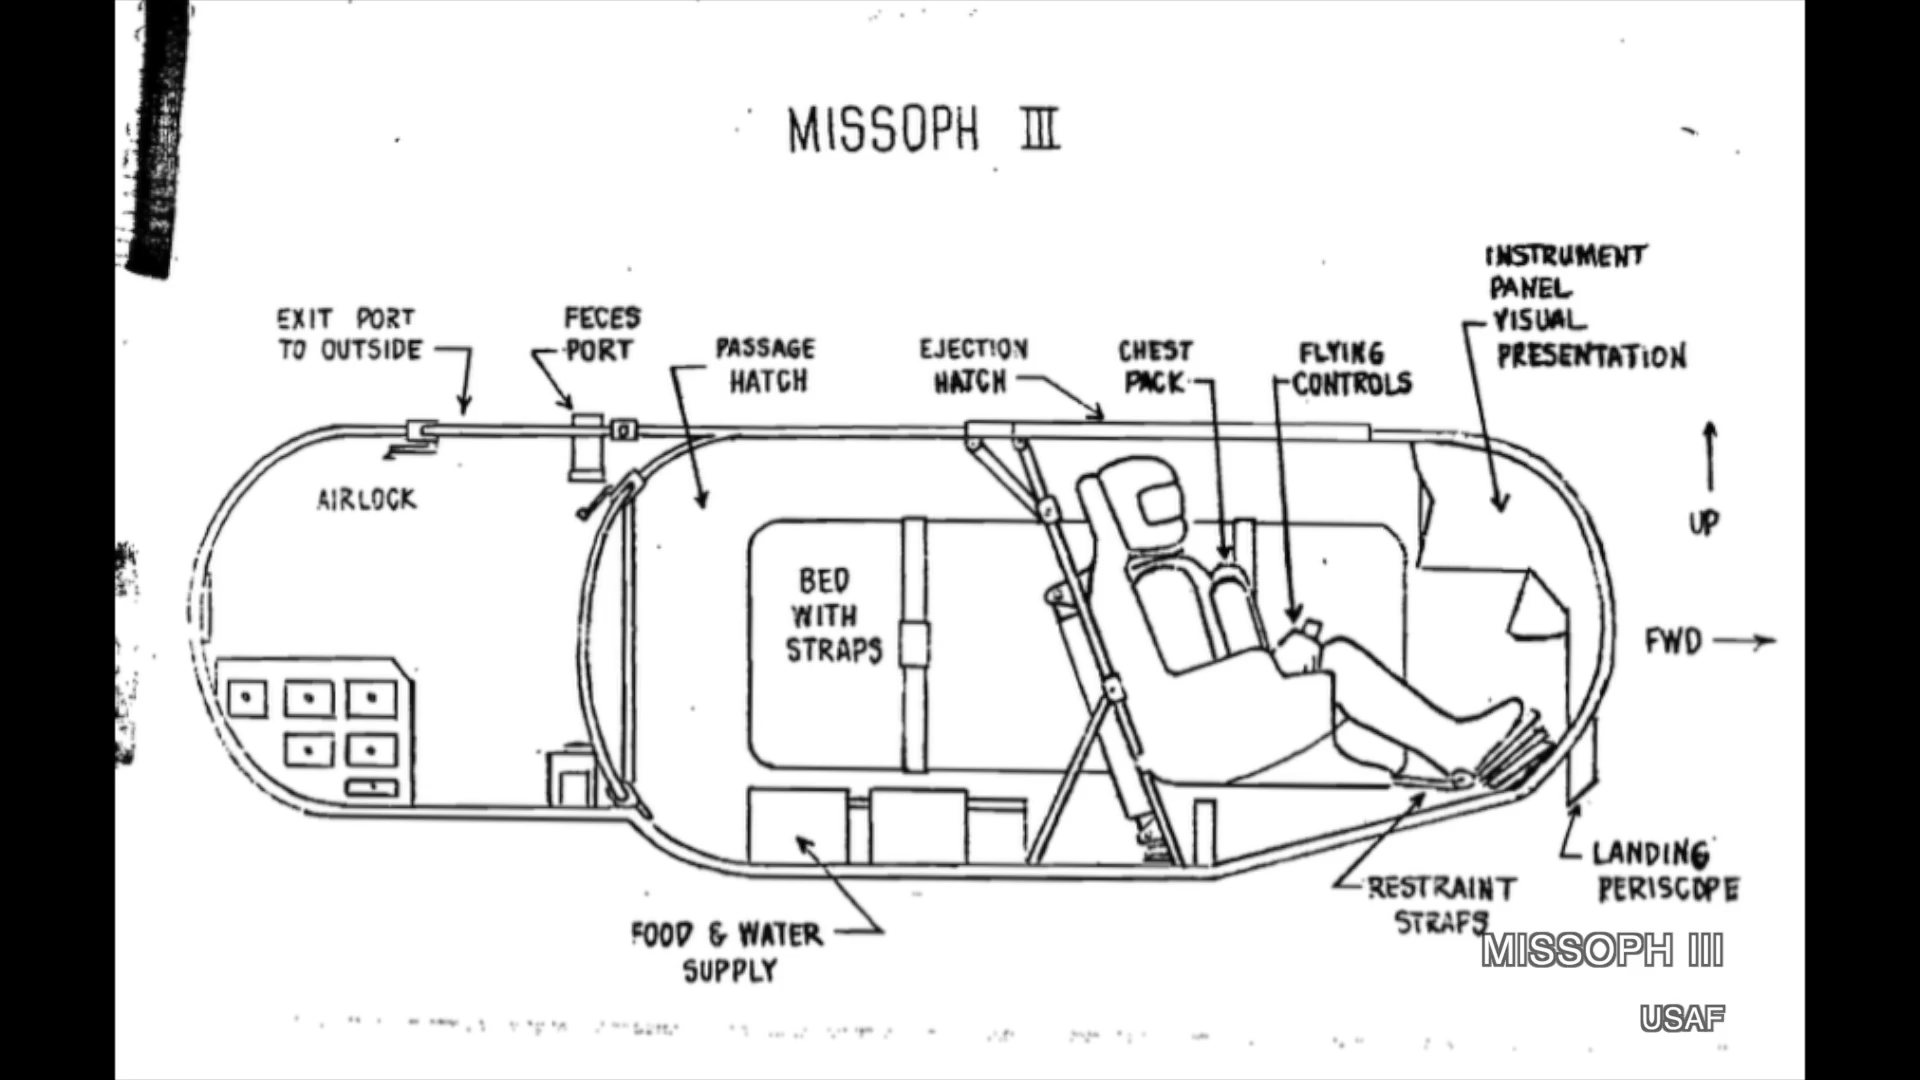 MISSOPH III
INSTRUMENT
PANEL
VISUAL
PRESENTATION
EXIT PORT
TO OUTSIDE
FECES
PORT
PASSAGE
HATCH
EJECTION
HATCH
CHEST
PACK
FLYING
CONTROLS
AIRLOCK
UP
BED
WITH
STRAPS
FWD
LANDING
PERISCOPE
RESTRAINT
STRAPS
FOOD & WATER
SUPPLY
MISSOPH III
USAF